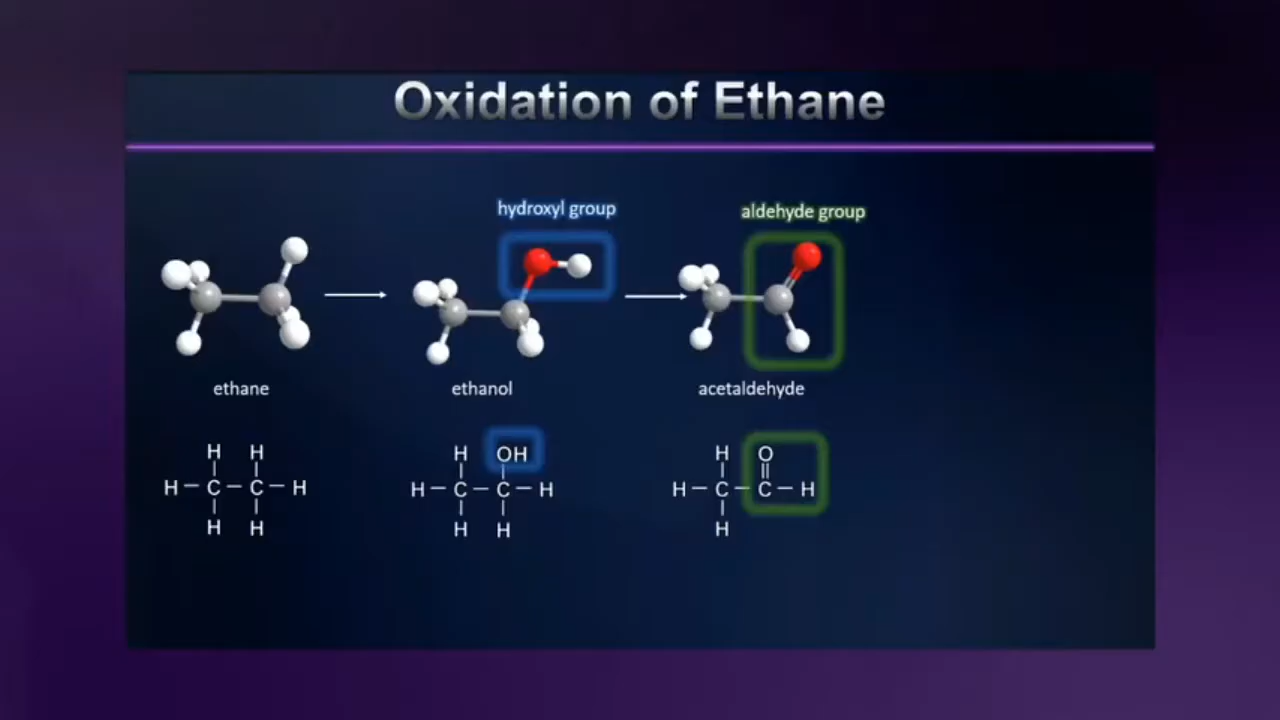 Oxidation of Ethane
hydroxyl group
aldehyde group
ethane
ethanol
acetaldehyde
H H
H – C – C – H
H H
H OH
H – C – C – H
H H
H O
H – C – C – H
H